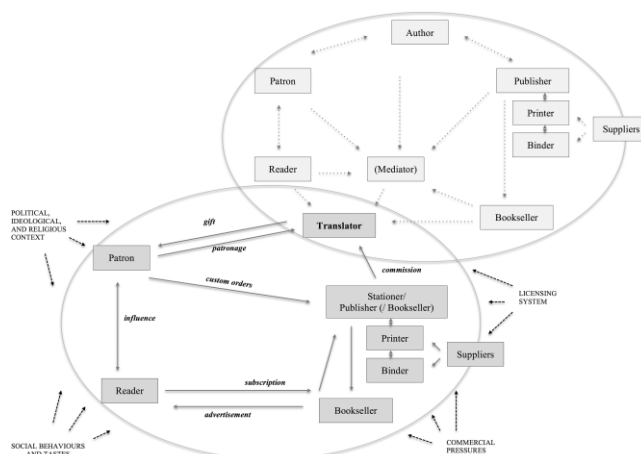 Author
Patron
Publisher
Printer
Suppliers
Binder
Reader
(Mediator)
Bookseller
POLITICAL,
IDEOLOGICAL,
AND RELIGIOUS
CONTEXT
gift
Translator
patronage
Patron
commission
custom orders
Stationer/
Publisher (/ Bookseller)
LICENSING
SYSTEM
influence
Printer
Suppliers
Binder
Reader
subscription
advertisement
Bookseller
SOCIAL BEHAVIOURS
AND TASTES
COMMERCIAL
PRESSURES